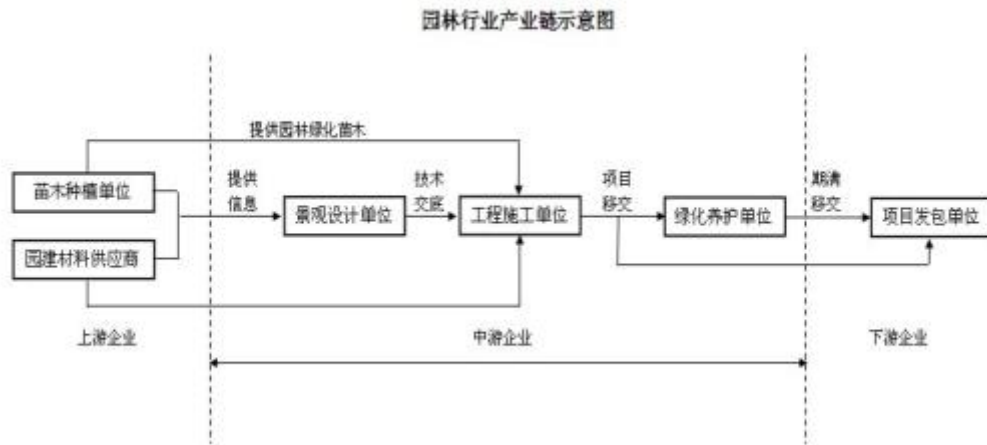 园林行业产业链示意图
提供园林绿化苗木
苗木种植单位
提供
信息
景观设计单位
技术
交底
工程施工单位
项目
移交
绿化养护单位
期满
移交
项目发包单位
园建材料供应商
上游企业
中游企业
下游企业